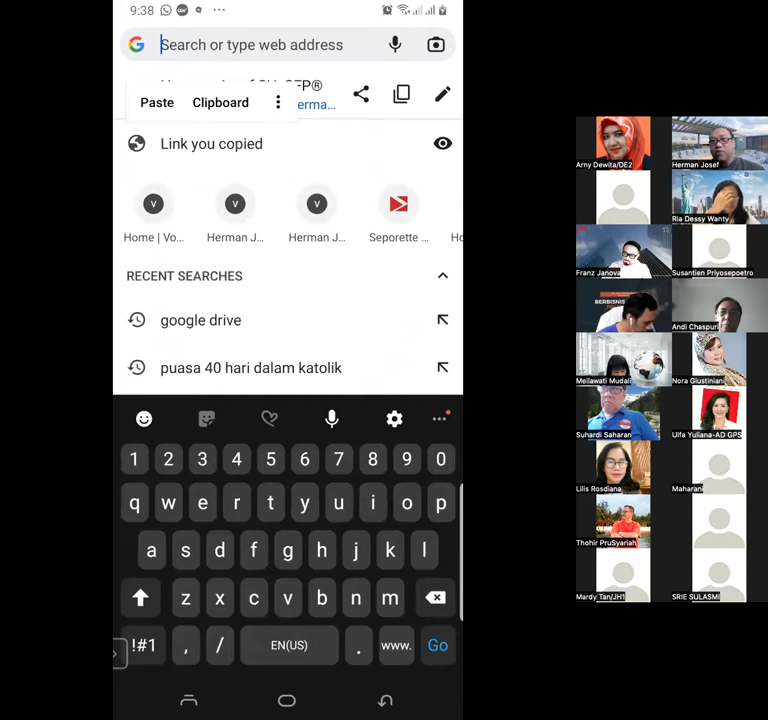 9:38
Search or type web address
Paste
Clipboard
erma...
Link you copied
Home | Vo...
Herman J...
Herman J...
Seporette ...
Ho
RECENT SEARCHES
google drive
puasa 40 hari dalam katolik
1 2 3 4 5 6 7 8 9 0
q w e r t y u i o p
a s d f g h j k l
z x c v b n m
!#1 , / EN(US) . www. Go
Arny Dewita/DE2
Herman Josef
Ria Dessy Wanty
Franz Janova
Susantien Priyosepoetro
BERBISNIS
Andi Chaspuri
Meilawati Mudali
Nora Giustiniani
Suhardi Saharan
Ulfa Yuliana-AD GPS
Lilis Rosdiana
Maharani
Thohir PruSyariah
Mardy Tan/JH1
SRIE SULASMI